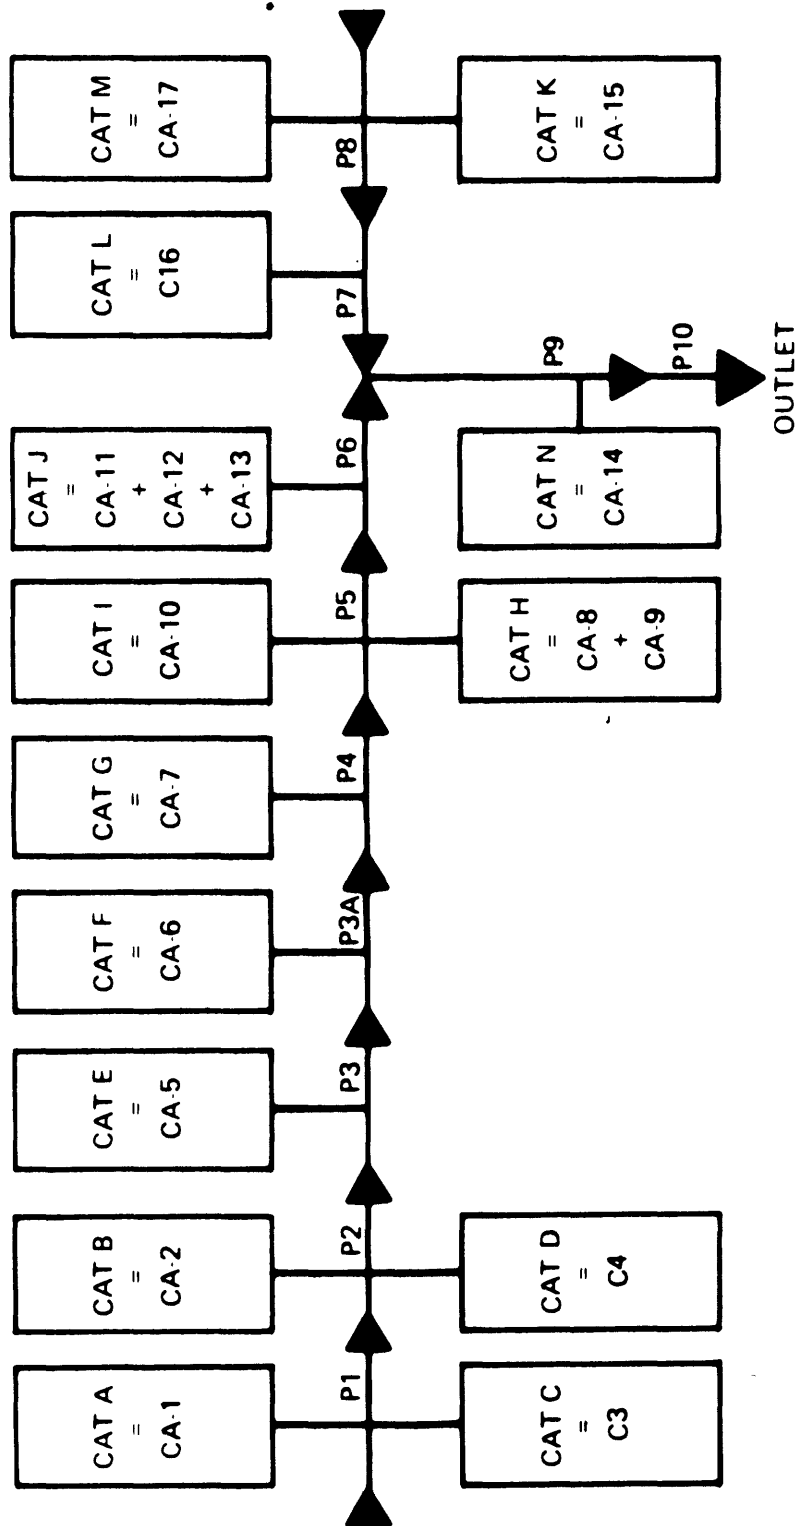 CAT A
=
CA-1
CAT B
=
CA-2
CAT E
=
CA-5
CAT F
=
CA-6
CAT G
=
CA-7
CAT I
=
CA-10
CAT J
=
CA-11
+
CA-12
+
CA-13
CAT L
=
C16
CAT M
=
CA-17
P1
P2
P3
P3A
P4
P5
P6
P7
P8
CAT C
=
C3
CAT D
=
C4
CAT H
=
CA-8
+
CA-9
CAT N
=
CA-14
P9
CAT K
=
CA-15
P10
OUTLET